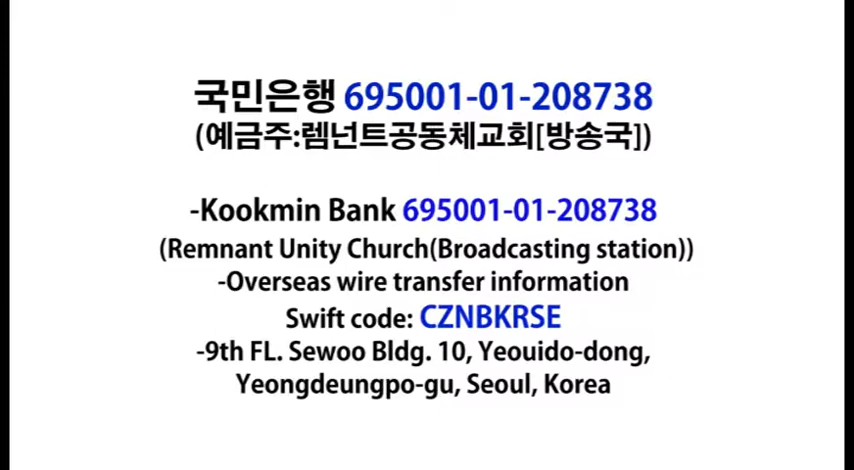 국민은행 695001-01-208738
(예금주:렘넌트공동체교회[방송국])
-Kookmin Bank 695001-01-208738
(Remnant Unity Church(Broadcasting station))
-Overseas wire transfer information
Swift code: CZNBKRSE
-9th FL. Sewoo Bldg. 10, Yeouido-dong,
Yeongdeungpo-gu, Seoul, Korea